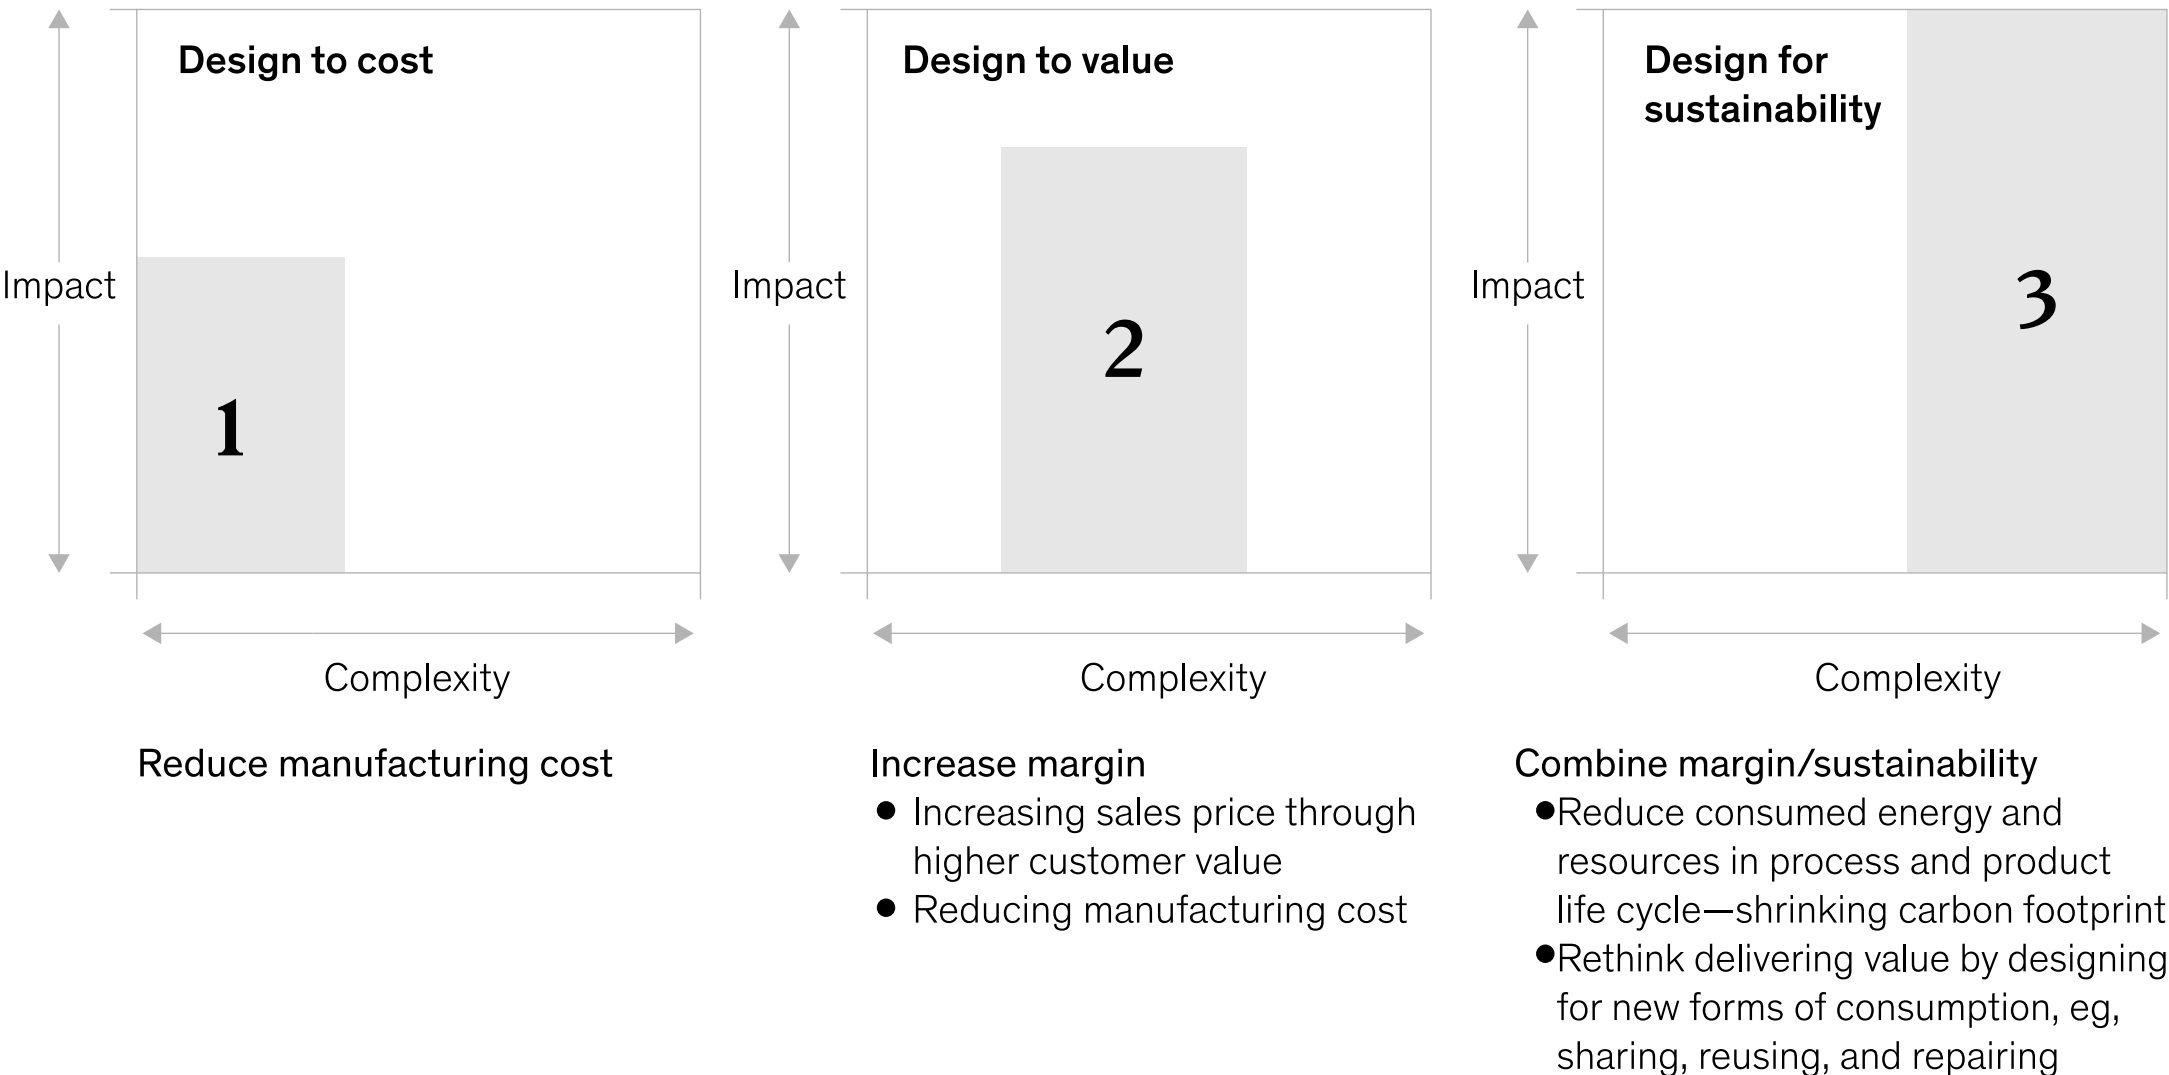 Design to cost
Impact
1
Complexity
Reduce manufacturing cost
Design to value
Impact
2
Complexity
Increase margin
● Increasing sales price through
higher customer value
● Reducing manufacturing cost
Design for
sustainability
Impact
3
Complexity
Combine margin/sustainability
●Reduce consumed energy and
resources in process and product
life cycle—shrinking carbon footprint
●Rethink delivering value by designing
for new forms of consumption, eg,
sharing, reusing, and repairing